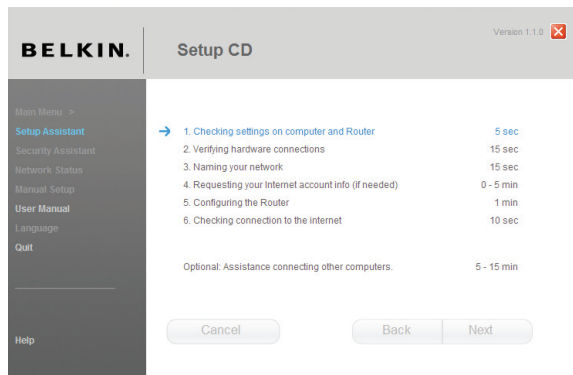 Version 1.1.0
BELKIN.
Setup CD
Main Menu >
Setup Assistant
Security Assistant
Network Status
Manual Setup
User Manual
Language
Quit
Help
1. Checking settings on computer and Router 5 sec
2. Verifying hardware connections 15 sec
3. Naming your network 15 sec
4. Requesting your Internet account info (if needed) 0 - 5 min
5. Configuring the Router 1 min
6. Checking connection to the internet 10 sec
Optional: Assistance connecting other computers. 5 - 15 min
Cancel
Back
Next